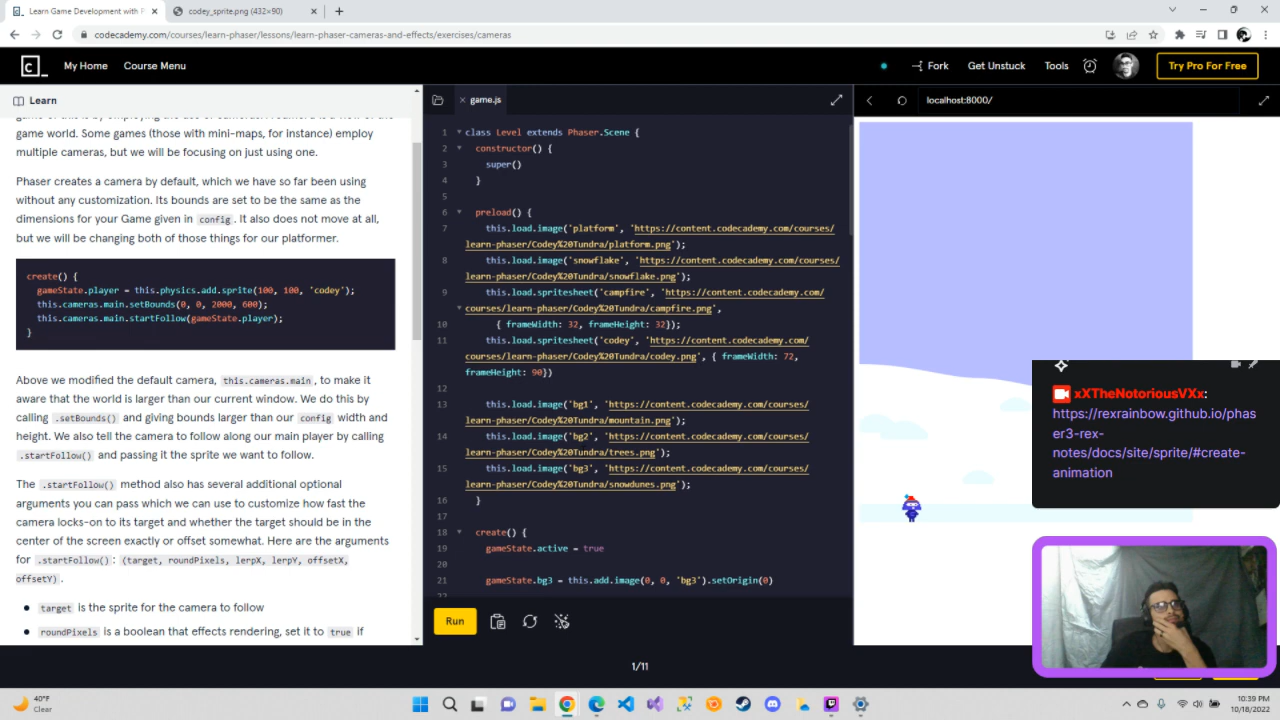 Learn Game Development with P
codey_sprite.png (432×90)
codecademy.com/courses/learn-phaser/lessons/learn-phaser-cameras-and-effects/exercises/cameras
My Home
Course Menu
Fork
Get Unstuck
Tools
Try Pro For Free
Learn
game world. Some games (those with mini-maps, for instance) employ
multiple cameras, but we will be focusing on just using one.
Phaser creates a camera by default, which we have so far been using
without any customization. Its bounds are set to be the same as the
dimensions for your Game given in config. It also does not move at all,
but we will be changing both of those things for our platformer.
create() {
gameState.player = this.physics.add.sprite(100, 100, 'codey');
this.cameras.main.setBounds(0, 0, 2000, 600);
this.cameras.main.startFollow(gameState.player);
}
Above we modified the default camera, this.cameras.main, to make it
aware that the world is larger than our current window. We do this by
calling .setBounds() and giving bounds larger than our config width and
height. We also tell the camera to follow along our main player by calling
.startFollow() and passing it the sprite we want to follow.
The .startFollow() method also has several additional optional
arguments you can pass which we can use to customize how fast the
camera locks-on to its target and whether the target should be in the
center of the screen exactly or offset somewhat. Here are the arguments
for .startFollow(): (target, roundPixels, lerpX, lerpY, offsetX,
offsetY).
• target is the sprite for the camera to follow
• roundPixels is a boolean that effects rendering, set it to true if
game.js
1 class Level extends Phaser.Scene {
2 constructor() {
3 super()
4 }
5
6 preload() {
7 this.load.image('platform', 'https://content.codecademy.com/courses/
learn-phaser/Codey%20Tundra/platform.png');
8 this.load.image('snowflake', 'https://content.codecademy.com/courses/
learn-phaser/Codey%20Tundra/snowflake.png');
9 this.load.spritesheet('campfire', 'https://content.codecademy.com/
courses/learn-phaser/Codey%20Tundra/campfire.png',
10 { frameWidth: 32, frameHeight: 32});
11 this.load.spritesheet('codey', 'https://content.codecademy.com/
courses/learn-phaser/Codey%20Tundra/codey.png', { frameWidth: 72,
frameHeight: 90})
12
13 this.load.image('bg1', 'https://content.codecademy.com/courses/
learn-phaser/Codey%20Tundra/mountain.png');
14 this.load.image('bg2', 'https://content.codecademy.com/courses/
learn-phaser/Codey%20Tundra/trees.png');
15 this.load.image('bg3', 'https://content.codecademy.com/courses/
learn-phaser/Codey%20Tundra/snowdunes.png');
16 }
17
18 create() {
19 gameState.active = true
20
21 gameState.bg3 = this.add.image(0, 0, 'bg3').setOrigin(0)
Run
localhost:8000/
xXTheNotoriousVXx:
https://rexrainbow.github.io/phas
er3-rex-
notes/docs/site/sprite/#create-
animation
1/11
40°F
Clear
10:39 PM
10/18/2022